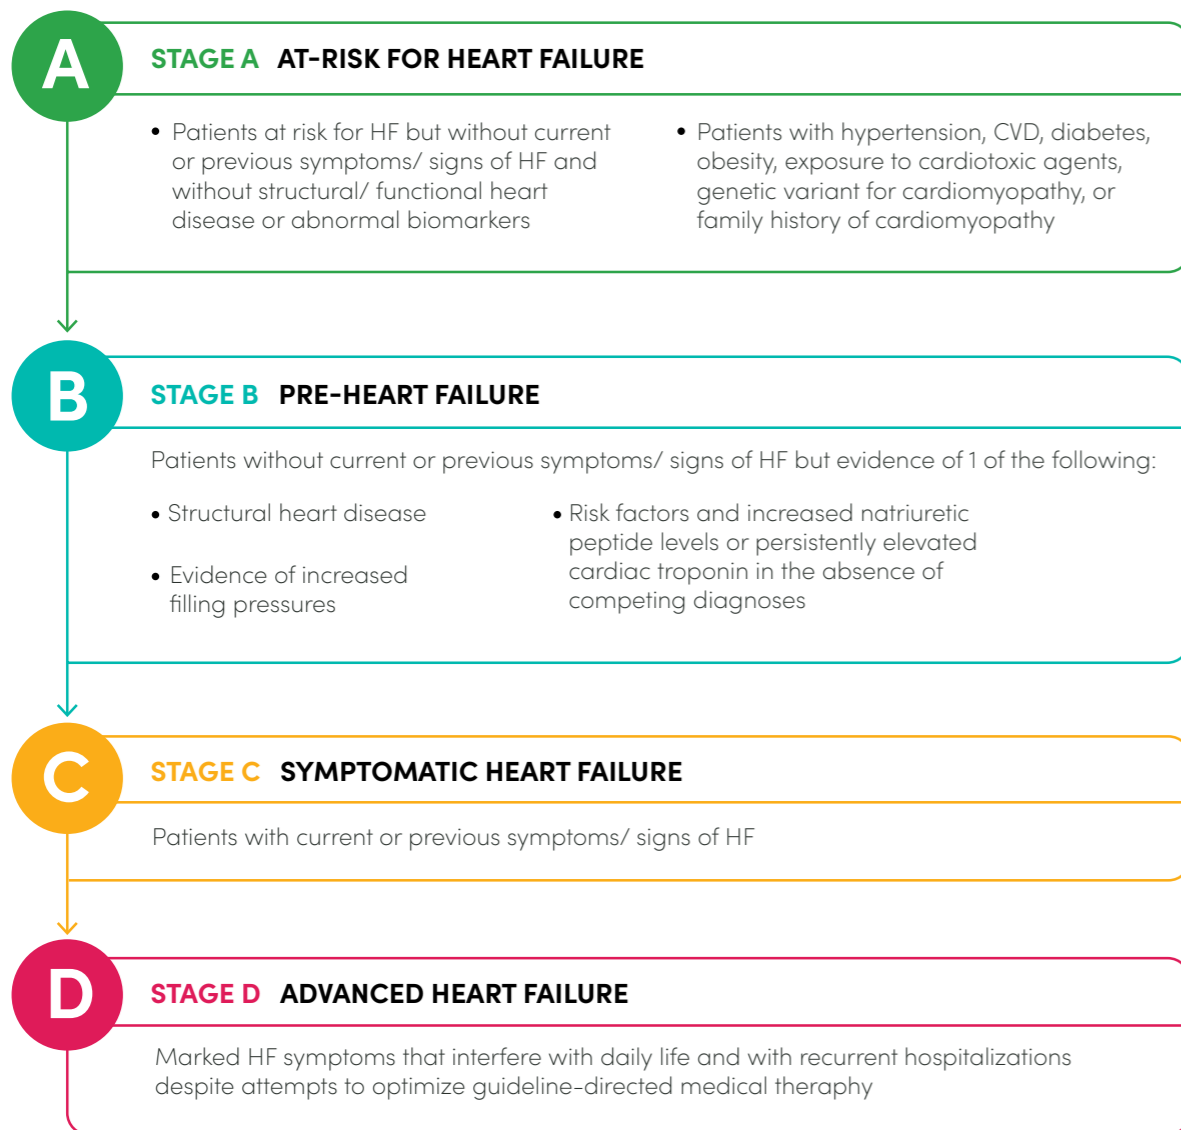 A
STAGE A AT-RISK FOR HEART FAILURE
• Patients at risk for HF but without current
or previous symptoms/ signs of HF and
without structural/ functional heart
disease or abnormal biomarkers
• Patients with hypertension, CVD, diabetes,
obesity, exposure to cardiotoxic agents,
genetic variant for cardiomyopathy, or
family history of cardiomyopathy
B
STAGE B PRE-HEART FAILURE
Patients without current or previous symptoms/ signs of HF but evidence of 1 of the following:
• Structural heart disease
• Evidence of increased
filling pressures
• Risk factors and increased natriuretic
peptide levels or persistently elevated
cardiac troponin in the absence of
competing diagnoses
C
STAGE C SYMPTOMATIC HEART FAILURE
Patients with current or previous symptoms/ signs of HF
D
STAGE D ADVANCED HEART FAILURE
Marked HF symptoms that interfere with daily life and with recurrent hospitalizations
despite attempts to optimize guideline-directed medical theraphy